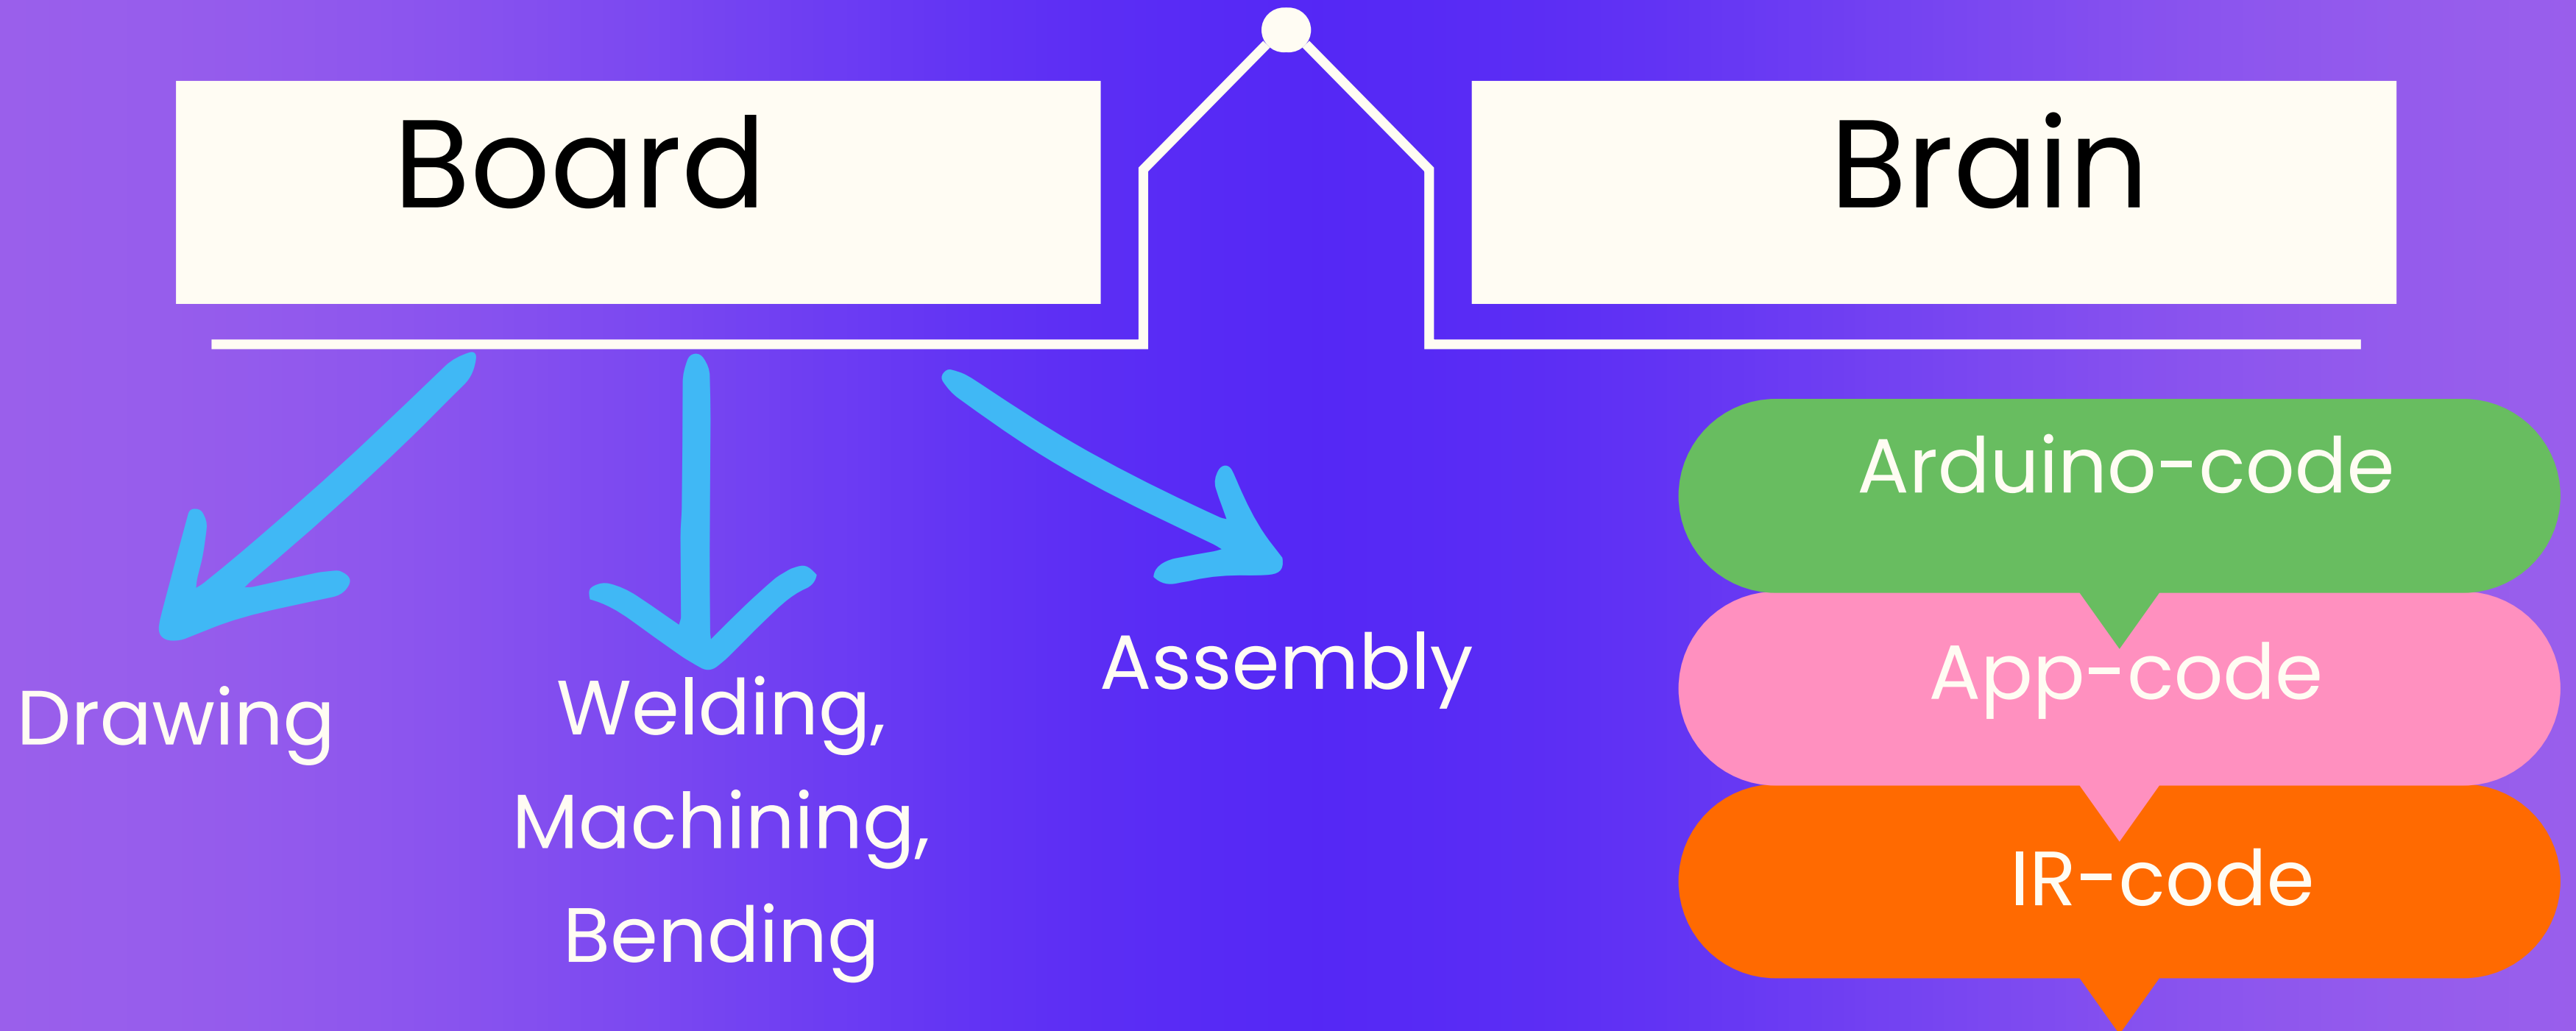 Board
Brain
Drawing
Welding,
Machining,
Bending
Assembly
Arduino-code
App-code
IR-code